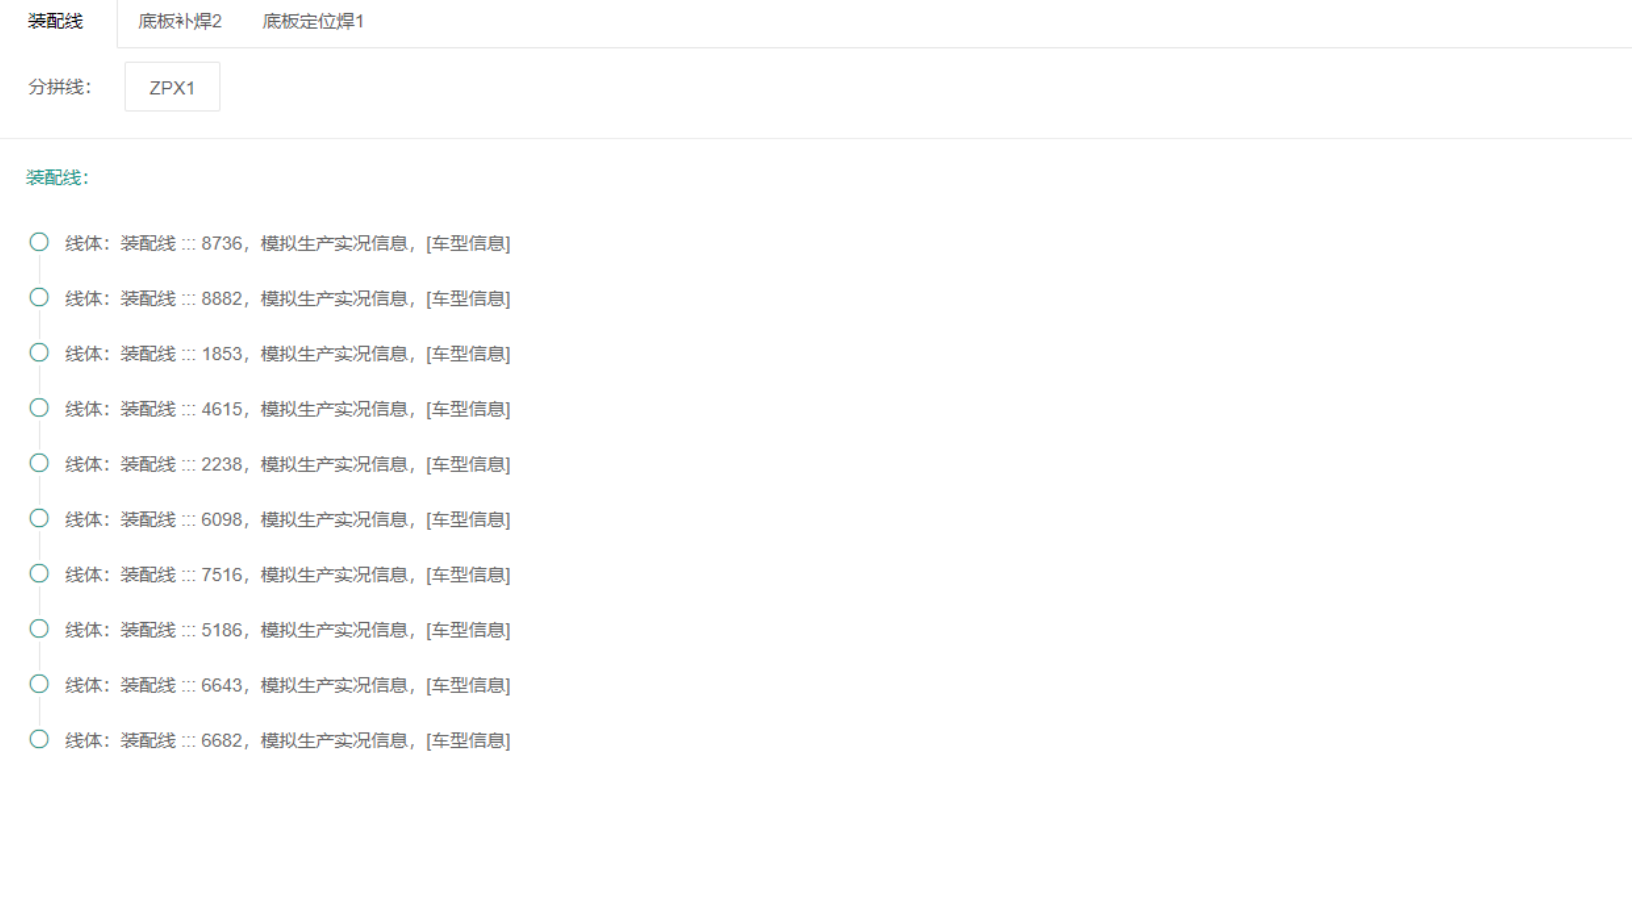 装配线 底板补焊2 底板定位焊1
分拼线： ZPX1
装配线：
线体：装配线 ::: 8736，模拟生产实况信息，[车型信息]
线体：装配线 ::: 8882，模拟生产实况信息，[车型信息]
线体：装配线 ::: 1853，模拟生产实况信息，[车型信息]
线体：装配线 ::: 4615，模拟生产实况信息，[车型信息]
线体：装配线 ::: 2238，模拟生产实况信息，[车型信息]
线体：装配线 ::: 6098，模拟生产实况信息，[车型信息]
线体：装配线 ::: 7516，模拟生产实况信息，[车型信息]
线体：装配线 ::: 5186，模拟生产实况信息，[车型信息]
线体：装配线 ::: 6643，模拟生产实况信息，[车型信息]
线体：装配线 ::: 6682，模拟生产实况信息，[车型信息]